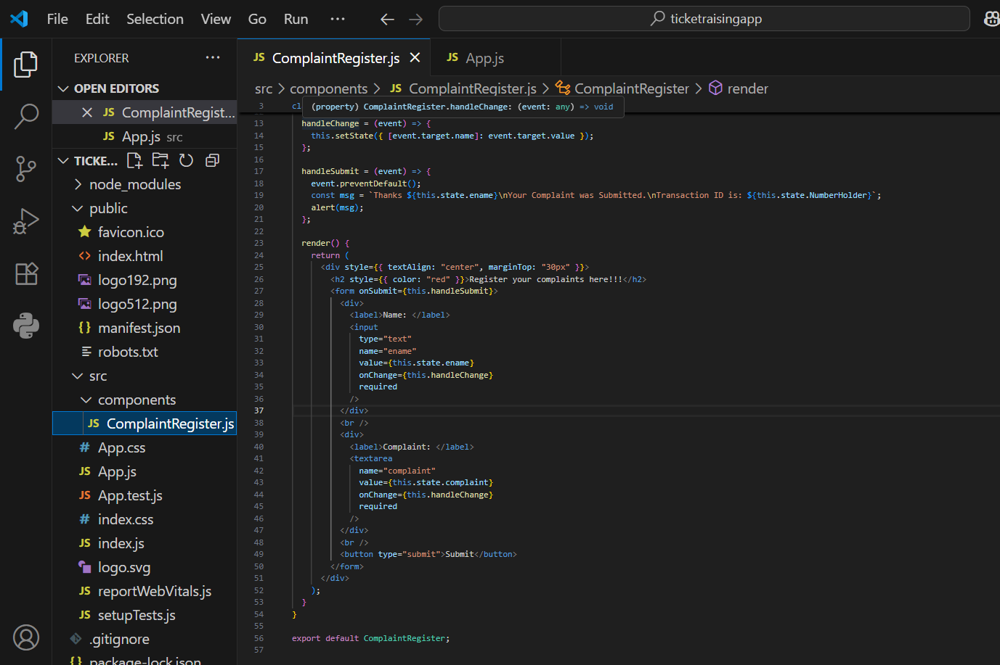 File Edit Selection View Go Run ···
ticketraisingapp
EXPLORER ···
OPEN EDITORS
JS ComplaintRegist...
JS App.js src
TICKE...
node_modules
public
favicon.ico
index.html
logo192.png
logo512.png
{} manifest.json
robots.txt
src
components
JS ComplaintRegister.js
# App.css
JS App.js
JS App.test.js
# index.css
JS index.js
logo.svg
JS reportWebVitals.js
JS setupTests.js
.gitignore
{} package-lock.json
JS ComplaintRegister.js
JS App.js
src > components > JS ComplaintRegister.js > ComplaintRegister > render
3 cl
(property) ComplaintRegister.handleChange: (event: any) => void
13 handleChange = (event) => {
14 this.setState({ [event.target.name]: event.target.value });
15 };
16
17 handleSubmit = (event) => {
18 event.preventDefault();
19 const msg = `Thanks ${this.state.ename}\nYour Complaint was Submitted.\nTransaction ID is: ${this.state.NumberHolder}`;
20 alert(msg);
21 };
22
23 render() {
24 return (
25 <div style={{ textAlign: "center", marginTop: "30px" }}>
26 <h2 style={{ color: "red" }}>Register your complaints here!!!</h2>
27 <form onSubmit={this.handleSubmit}>
28 <div>
29 <label>Name: </label>
30 <input
31 type="text"
32 name="ename"
33 value={this.state.ename}
34 onChange={this.handleChange}
35 required
36 />
37 </div>
38 <br />
39 <div>
40 <label>Complaint: </label>
41 <textarea
42 name="complaint"
43 value={this.state.complaint}
44 onChange={this.handleChange}
45 required
46 />
47 </div>
48 <br />
49 <button type="submit">Submit</button>
50 </form>
51 </div>
52 );
53 }
54 }
55
56 export default ComplaintRegister;
57